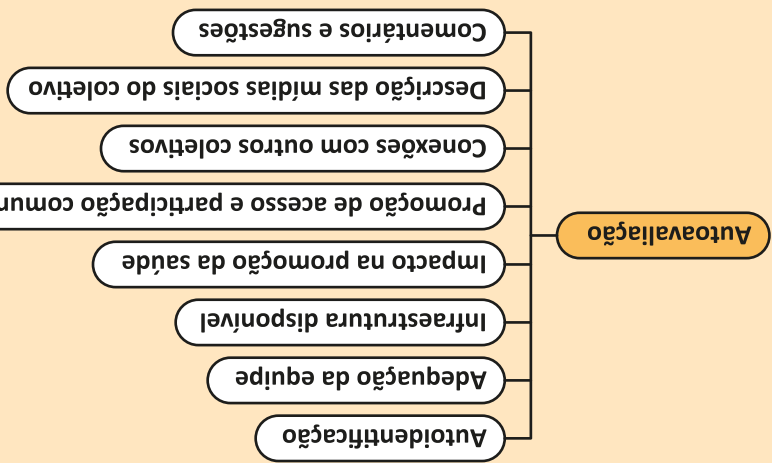 Autoavaliação
Autoidentificação
Adequação da equipe
Infraestrutura disponível
Impacto na promoção da saúde
Promoção de acesso e participação comun
Conexões com outros coletivos
Descrição das mídias sociais do coletivo
Comentários e sugestões